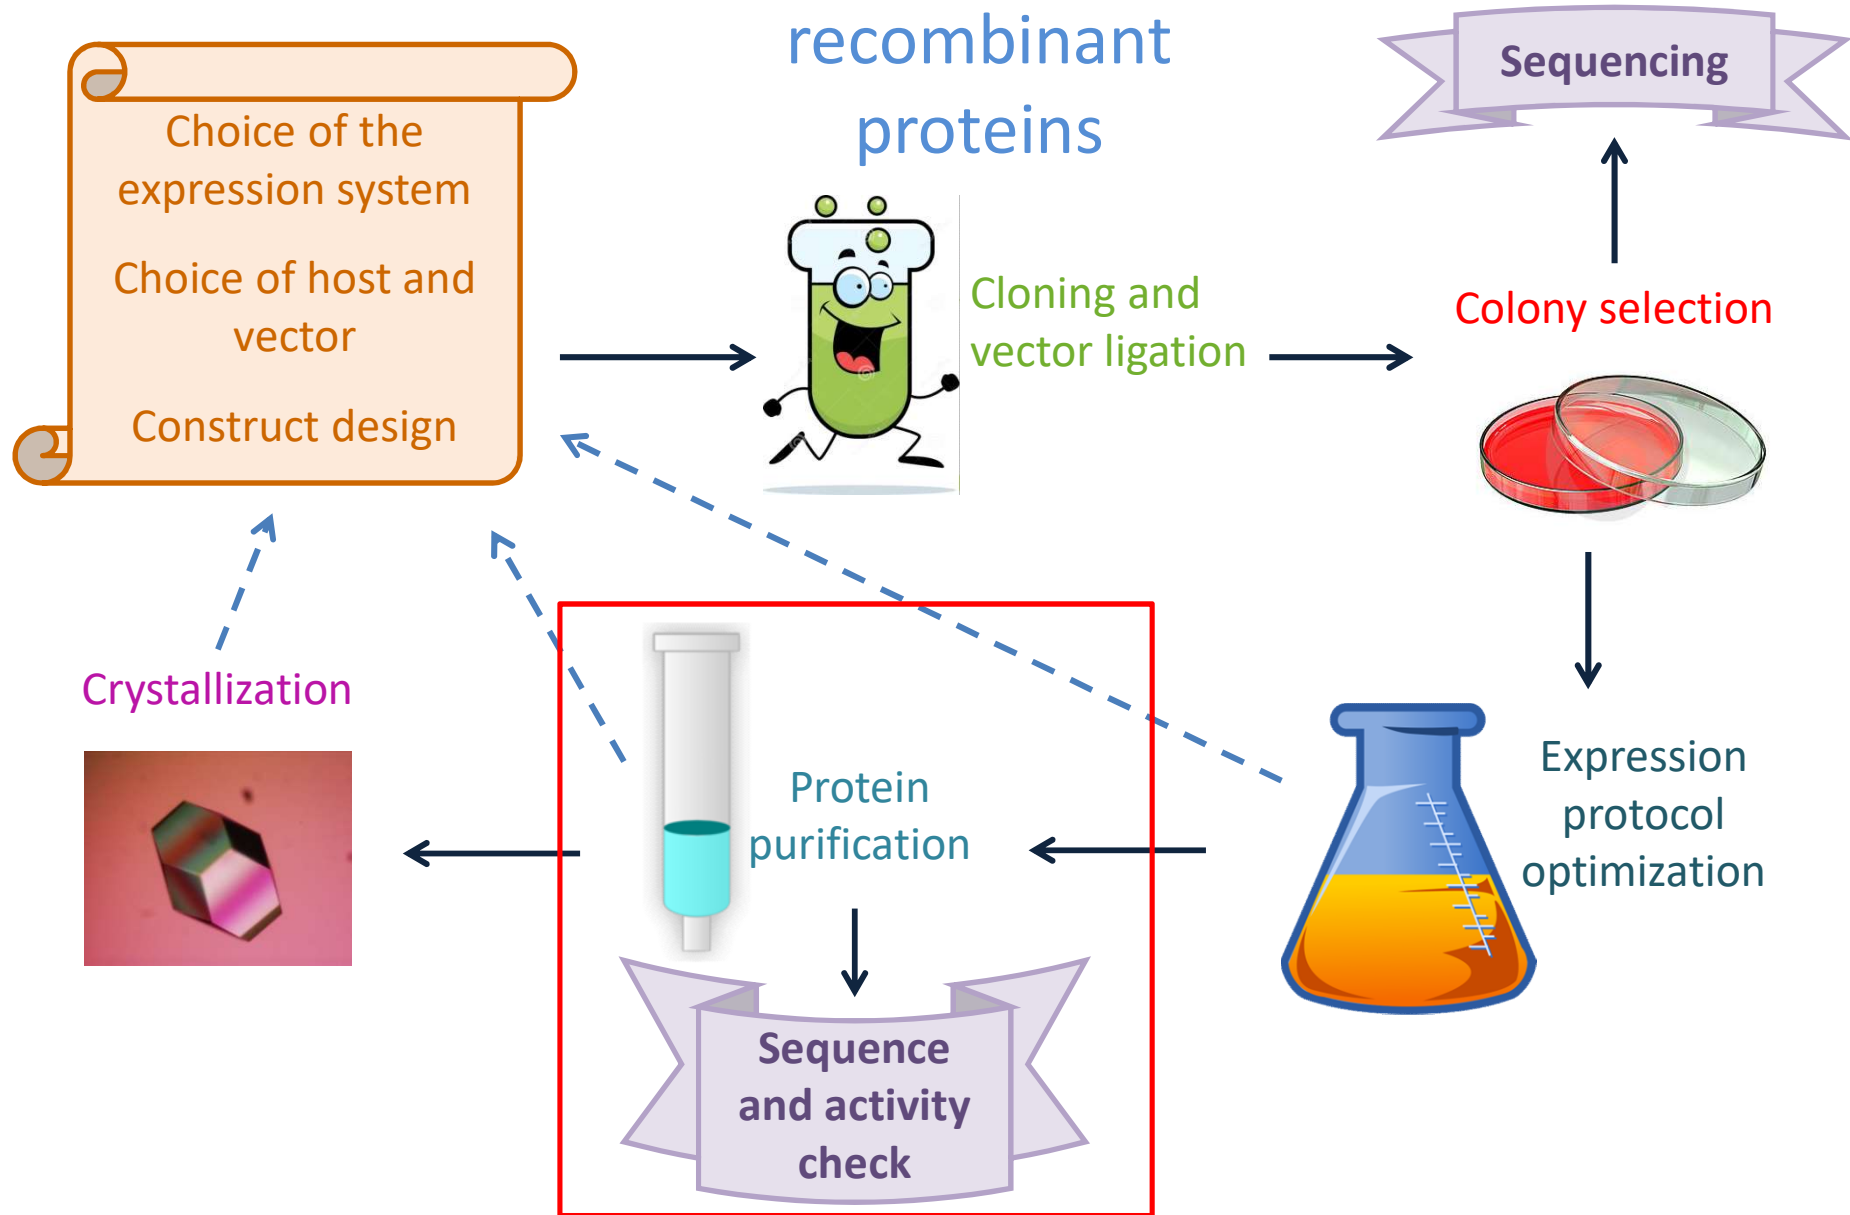 recombinant
proteins
Sequencing
Choice of the
expression system
Choice of host and
vector
Construct design
Cloning and
vector ligation
Colony selection
Crystallization
Protein
purification
Expression
protocol
optimization
Sequence
and activity
check